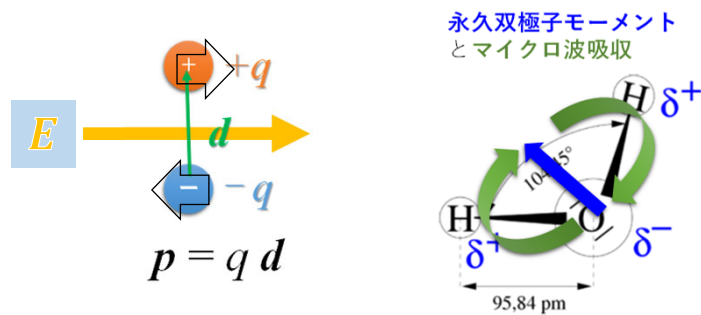 永久双極子モーメント
とマイクロ波吸収
E
+
+q
d
−
−q
p = q d
H
δ+
104,45°
H
δ+
O
δ−
95,84 pm